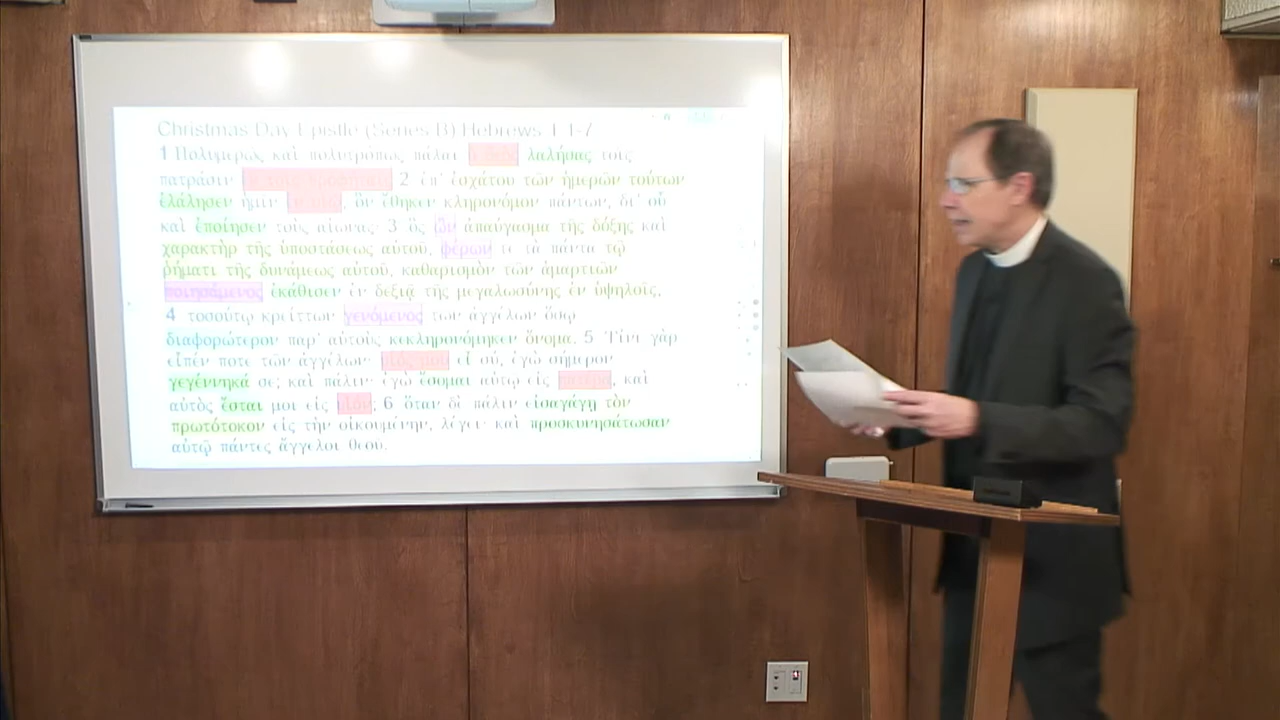 Christmas Day Epistle (Series B) Hebrews 1 1-7
1 Πολυμερῶς καὶ πολυτρόπως πάλαι ὁ θεὸς λαλήσας τοῖς
πατράσιν ἐν τοῖς προφήταις 2 ἐπ’ ἐσχάτου τῶν ἡμερῶν τούτων
ἐλάλησεν ἡμῖν ἐν υἱῷ, ὃν ἔθηκεν κληρονόμον πάντων, δι’ οὗ
καὶ ἐποίησεν τοὺς αἰῶνας· 3 ὃς ὢν ἀπαύγασμα τῆς δόξης καὶ
χαρακτὴρ τῆς ὑποστάσεως αὐτοῦ, φέρων τε τὰ πάντα τῷ
ῥήματι τῆς δυνάμεως αὐτοῦ, καθαρισμὸν τῶν ἁμαρτιῶν
ποιησάμενος ἐκάθισεν ἐν δεξιᾷ τῆς μεγαλωσύνης ἐν ὑψηλοῖς,
4 τοσούτῳ κρείττων γενόμενος τῶν ἀγγέλων ὅσῳ
διαφορώτερον παρ’ αὐτοὺς κεκληρονόμηκεν ὄνομα. 5 Τίνι γὰρ
εἶπέν ποτε τῶν ἀγγέλων· υἱός μου εἶ σύ, ἐγὼ σήμερον
γεγέννηκά σε; καὶ πάλιν· ἐγὼ ἔσομαι αὐτῷ εἰς πατέρα, καὶ
αὐτὸς ἔσται μοι εἰς υἱόν; 6 ὅταν δὲ πάλιν εἰσαγάγῃ τὸν
πρωτότοκον εἰς τὴν οἰκουμένην, λέγει· καὶ προσκυνησάτωσαν
αὐτῷ πάντες ἄγγελοι θεοῦ.